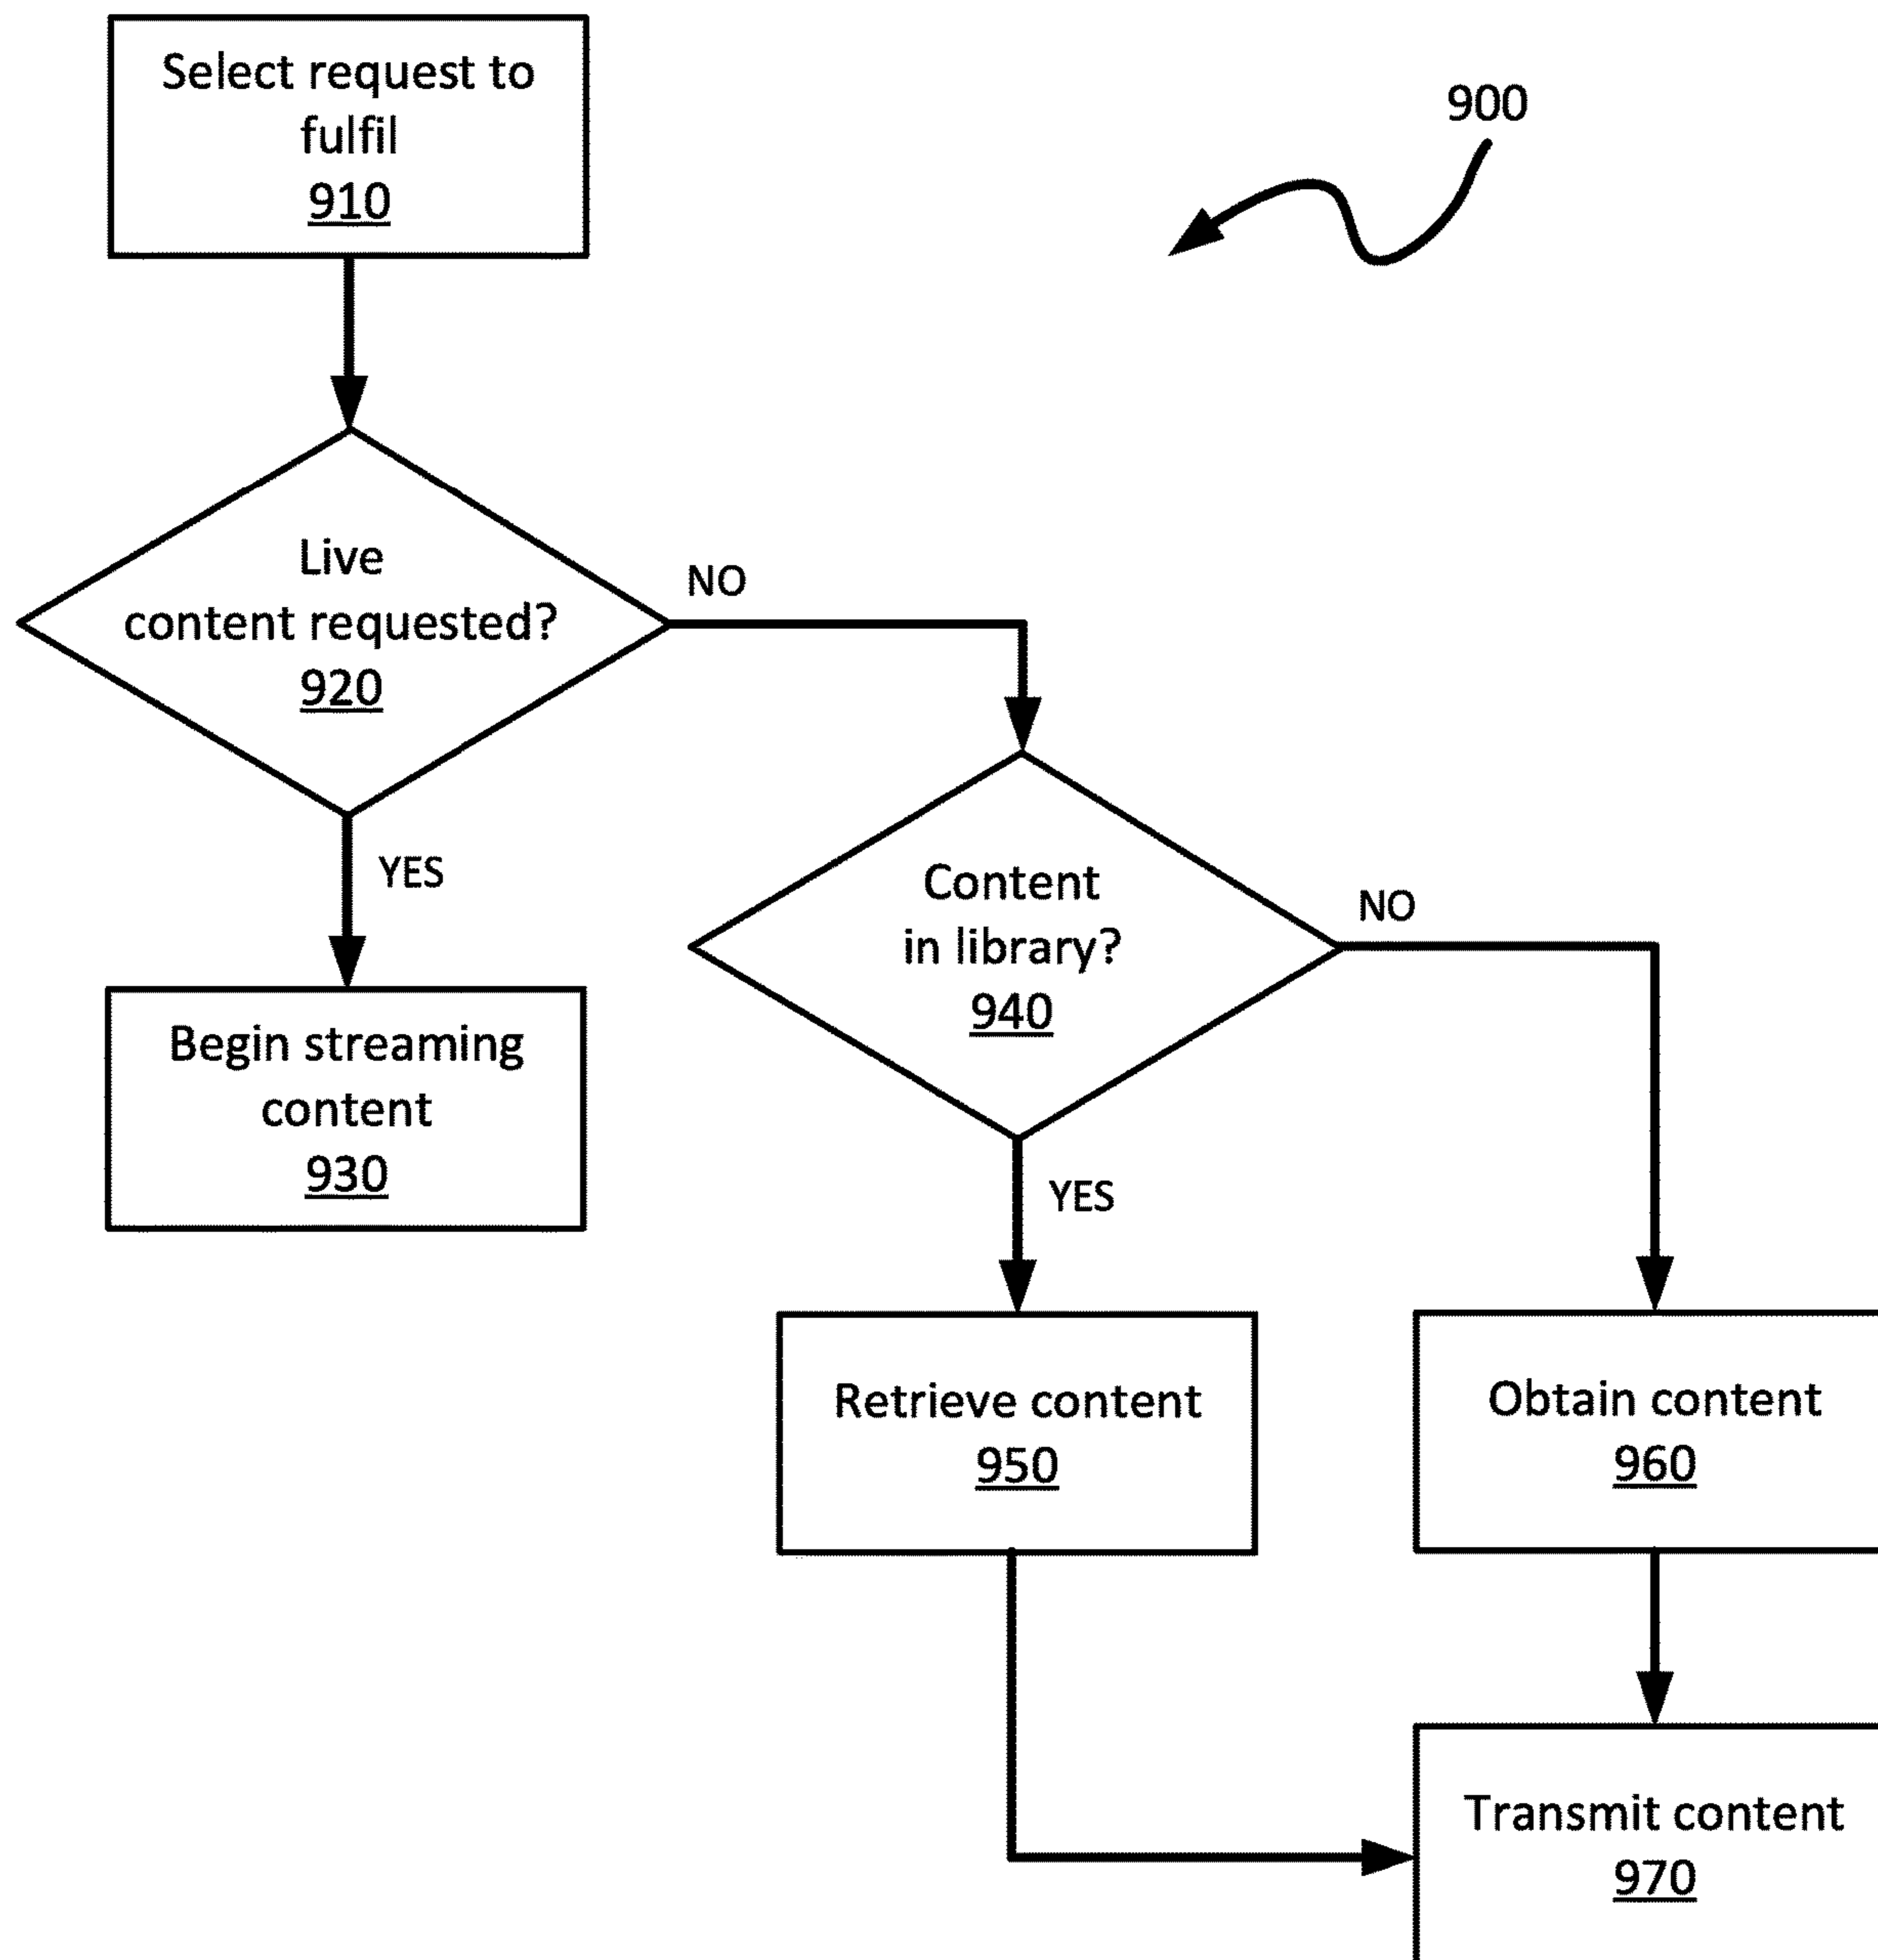 Select request to
fulfil
910
900
Live
content requested?
920
NO
YES
Begin streaming
content
930
Content
in library?
940
NO
YES
Retrieve content
950
Obtain content
960
Transmit content
970